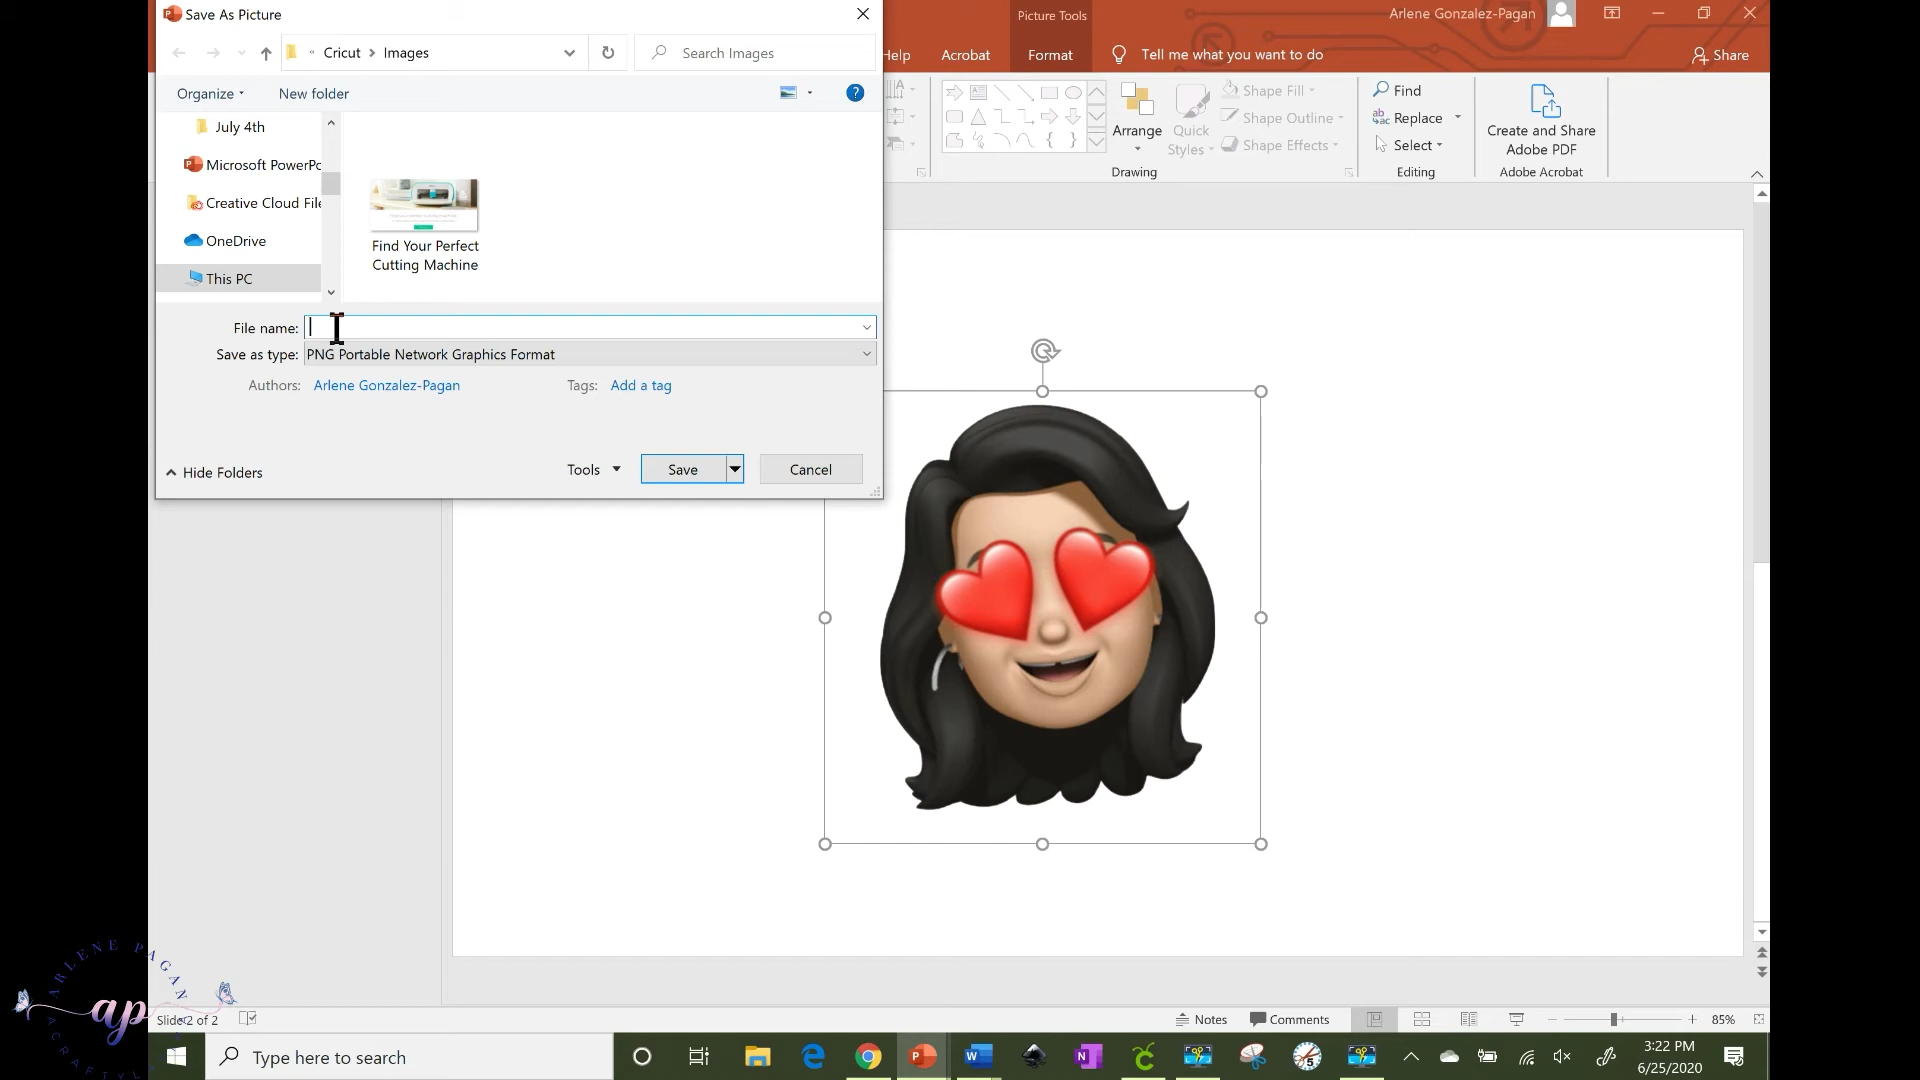 Save As Picture
Picture Tools
Arlene Gonzalez-Pagan
« Cricut > Images
Search Images
Help
Acrobat
Format
Tell me what you want to do
Share
Organize
New folder
?
July 4th
Microsoft PowerPo
Creative Cloud File
OneDrive
This PC
Find Your Perfect
Cutting Machine
Shape Fill
Shape Outline
Shape Effects
Arrange
Quick
Styles
Drawing
Find
Replace
Select
Editing
Create and Share
Adobe PDF
Adobe Acrobat
File name:
Save as type: PNG Portable Network Graphics Format
Authors: Arlene Gonzalez-Pagan
Tags: Add a tag
Hide Folders
Tools
Save
Cancel
ARLENE PAGAN
ap
Slide 2 of 2
Notes
Comments
85%
Type here to search
3:22 PM
6/25/2020